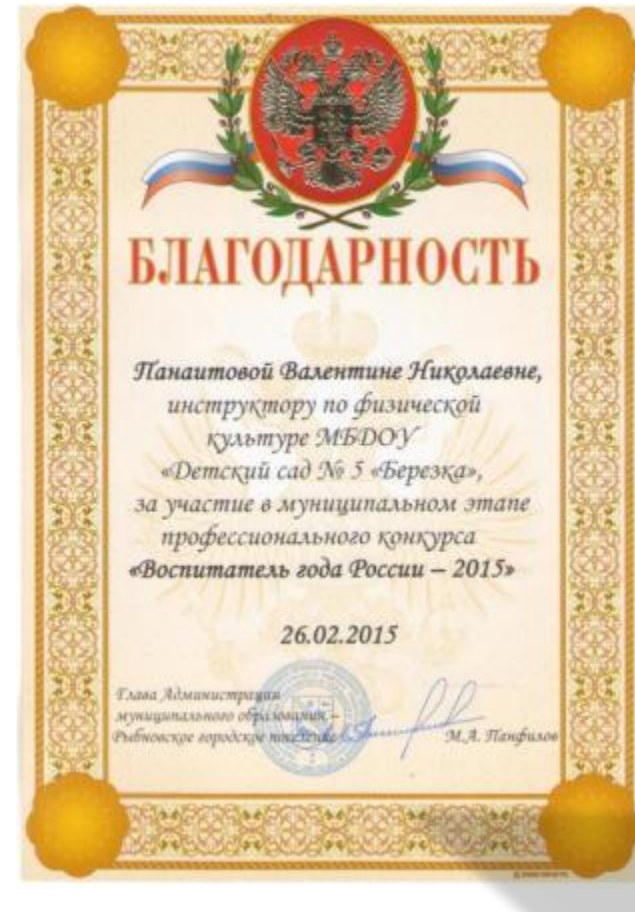 БЛАГОДАРНОСТЬ
Панаитовой Валентине Николаевне,
инструктору по физической
культуре МБДОУ
«Детский сад № 5 «Березка»,
за участие в муниципальном этапе
профессионального конкурса
«Воспитатель года России – 2015»
26.02.2015
Глава Администрации
муниципального образования –
Рыбновское городское поселение
М.А. Панфилов